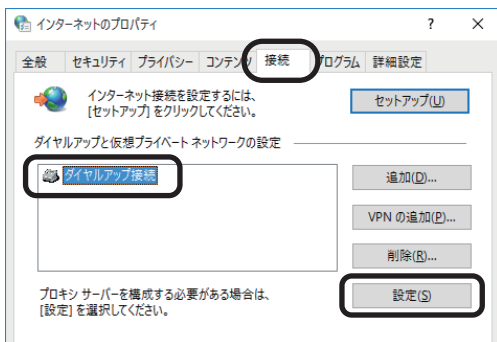 インターネットのプロパティ ? ×
全般 セキュリティ プライバシー コンテンツ 接続 プログラム 詳細設定
インターネット接続を設定するには、
[セットアップ] をクリックしてください。
セットアップ(U)
ダイヤルアップと仮想プライベート ネットワークの設定
ダイヤルアップ接続
追加(D)...
VPN の追加(P)...
削除(R)...
プロキシ サーバーを構成する必要がある場合は、
[設定] を選択してください。
設定(S)